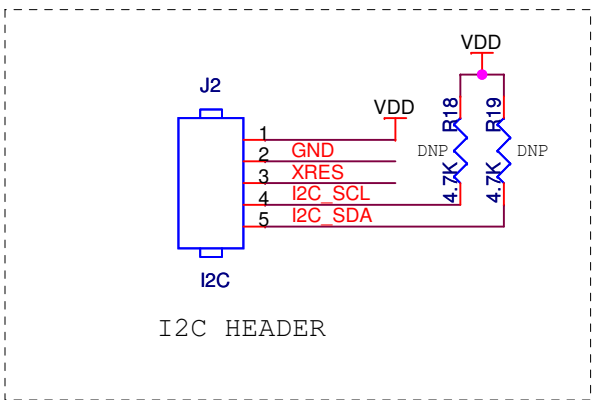 VDD
J2
VDD
R18
R19
1
2 GND
DNP
DNP
3 XRES
4.7K
4.7K
4 I2C_SCL
5 I2C_SDA
I2C
I2C HEADER